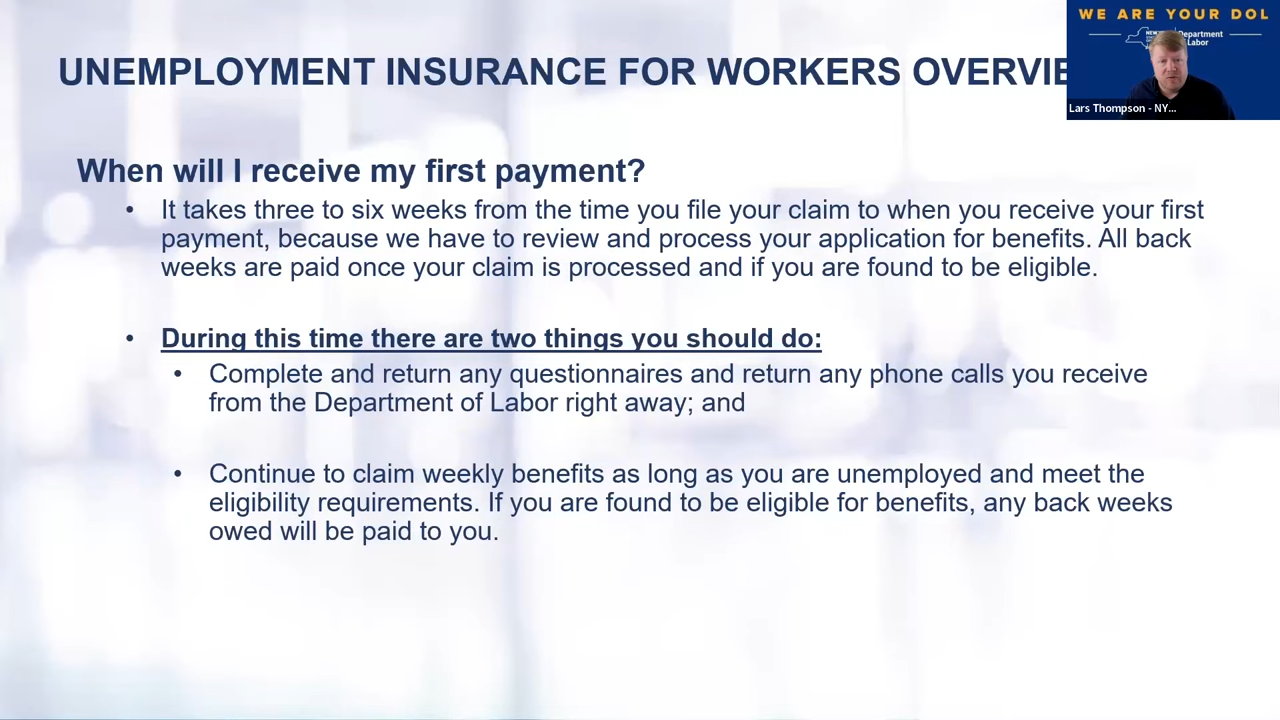 WE ARE YOUR DOL
Department
Labor
UNEMPLOYMENT INSURANCE FOR WORKERS OVERVIE
Lars Thompson - NY...
When will I receive my first payment?
• It takes three to six weeks from the time you file your claim to when you receive your first
payment, because we have to review and process your application for benefits. All back
weeks are paid once your claim is processed and if you are found to be eligible.
• During this time there are two things you should do:
• Complete and return any questionnaires and return any phone calls you receive
from the Department of Labor right away; and
• Continue to claim weekly benefits as long as you are unemployed and meet the
eligibility requirements. If you are found to be eligible for benefits, any back weeks
owed will be paid to you.